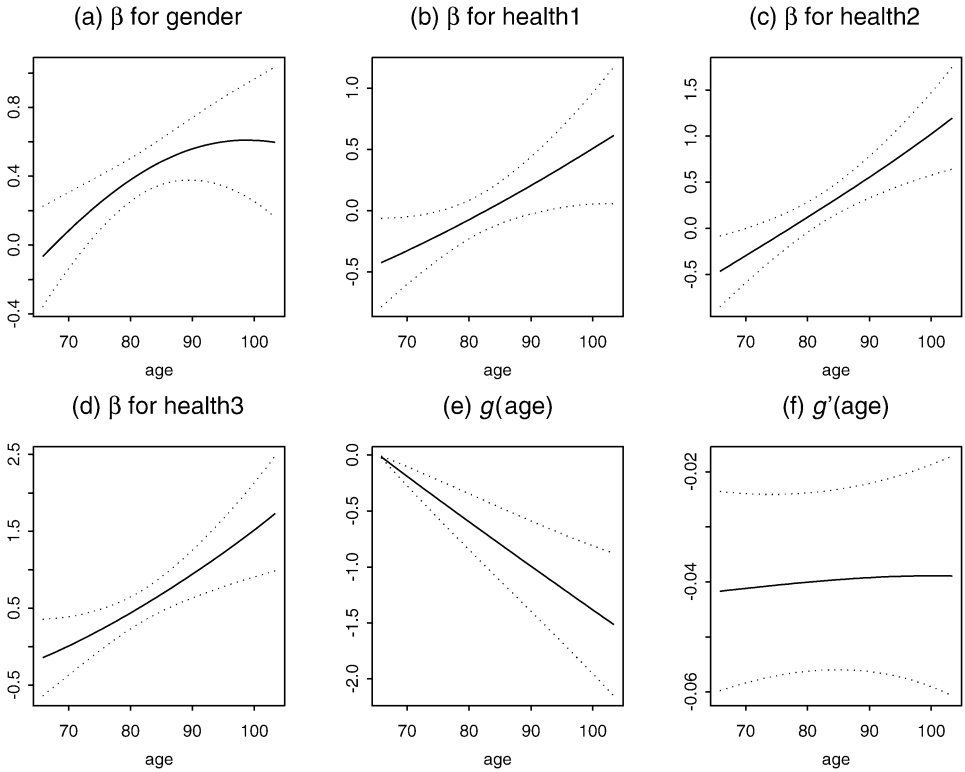 (a) β for gender
0.8
0.4
0.0
-0.4
70 80 90 100
age
(b) β for health1
1.0
0.5
0.0
-0.5
70 80 90 100
age
(c) β for health2
1.5
1.0
0.5
0.0
-0.5
70 80 90 100
age
(d) β for health3
2.5
1.5
0.5
-0.5
70 80 90 100
age
(e) g(age)
0.0
-0.5
-1.0
-1.5
-2.0
70 80 90 100
age
(f) g'(age)
-0.02
-0.04
-0.06
70 80 90 100
age